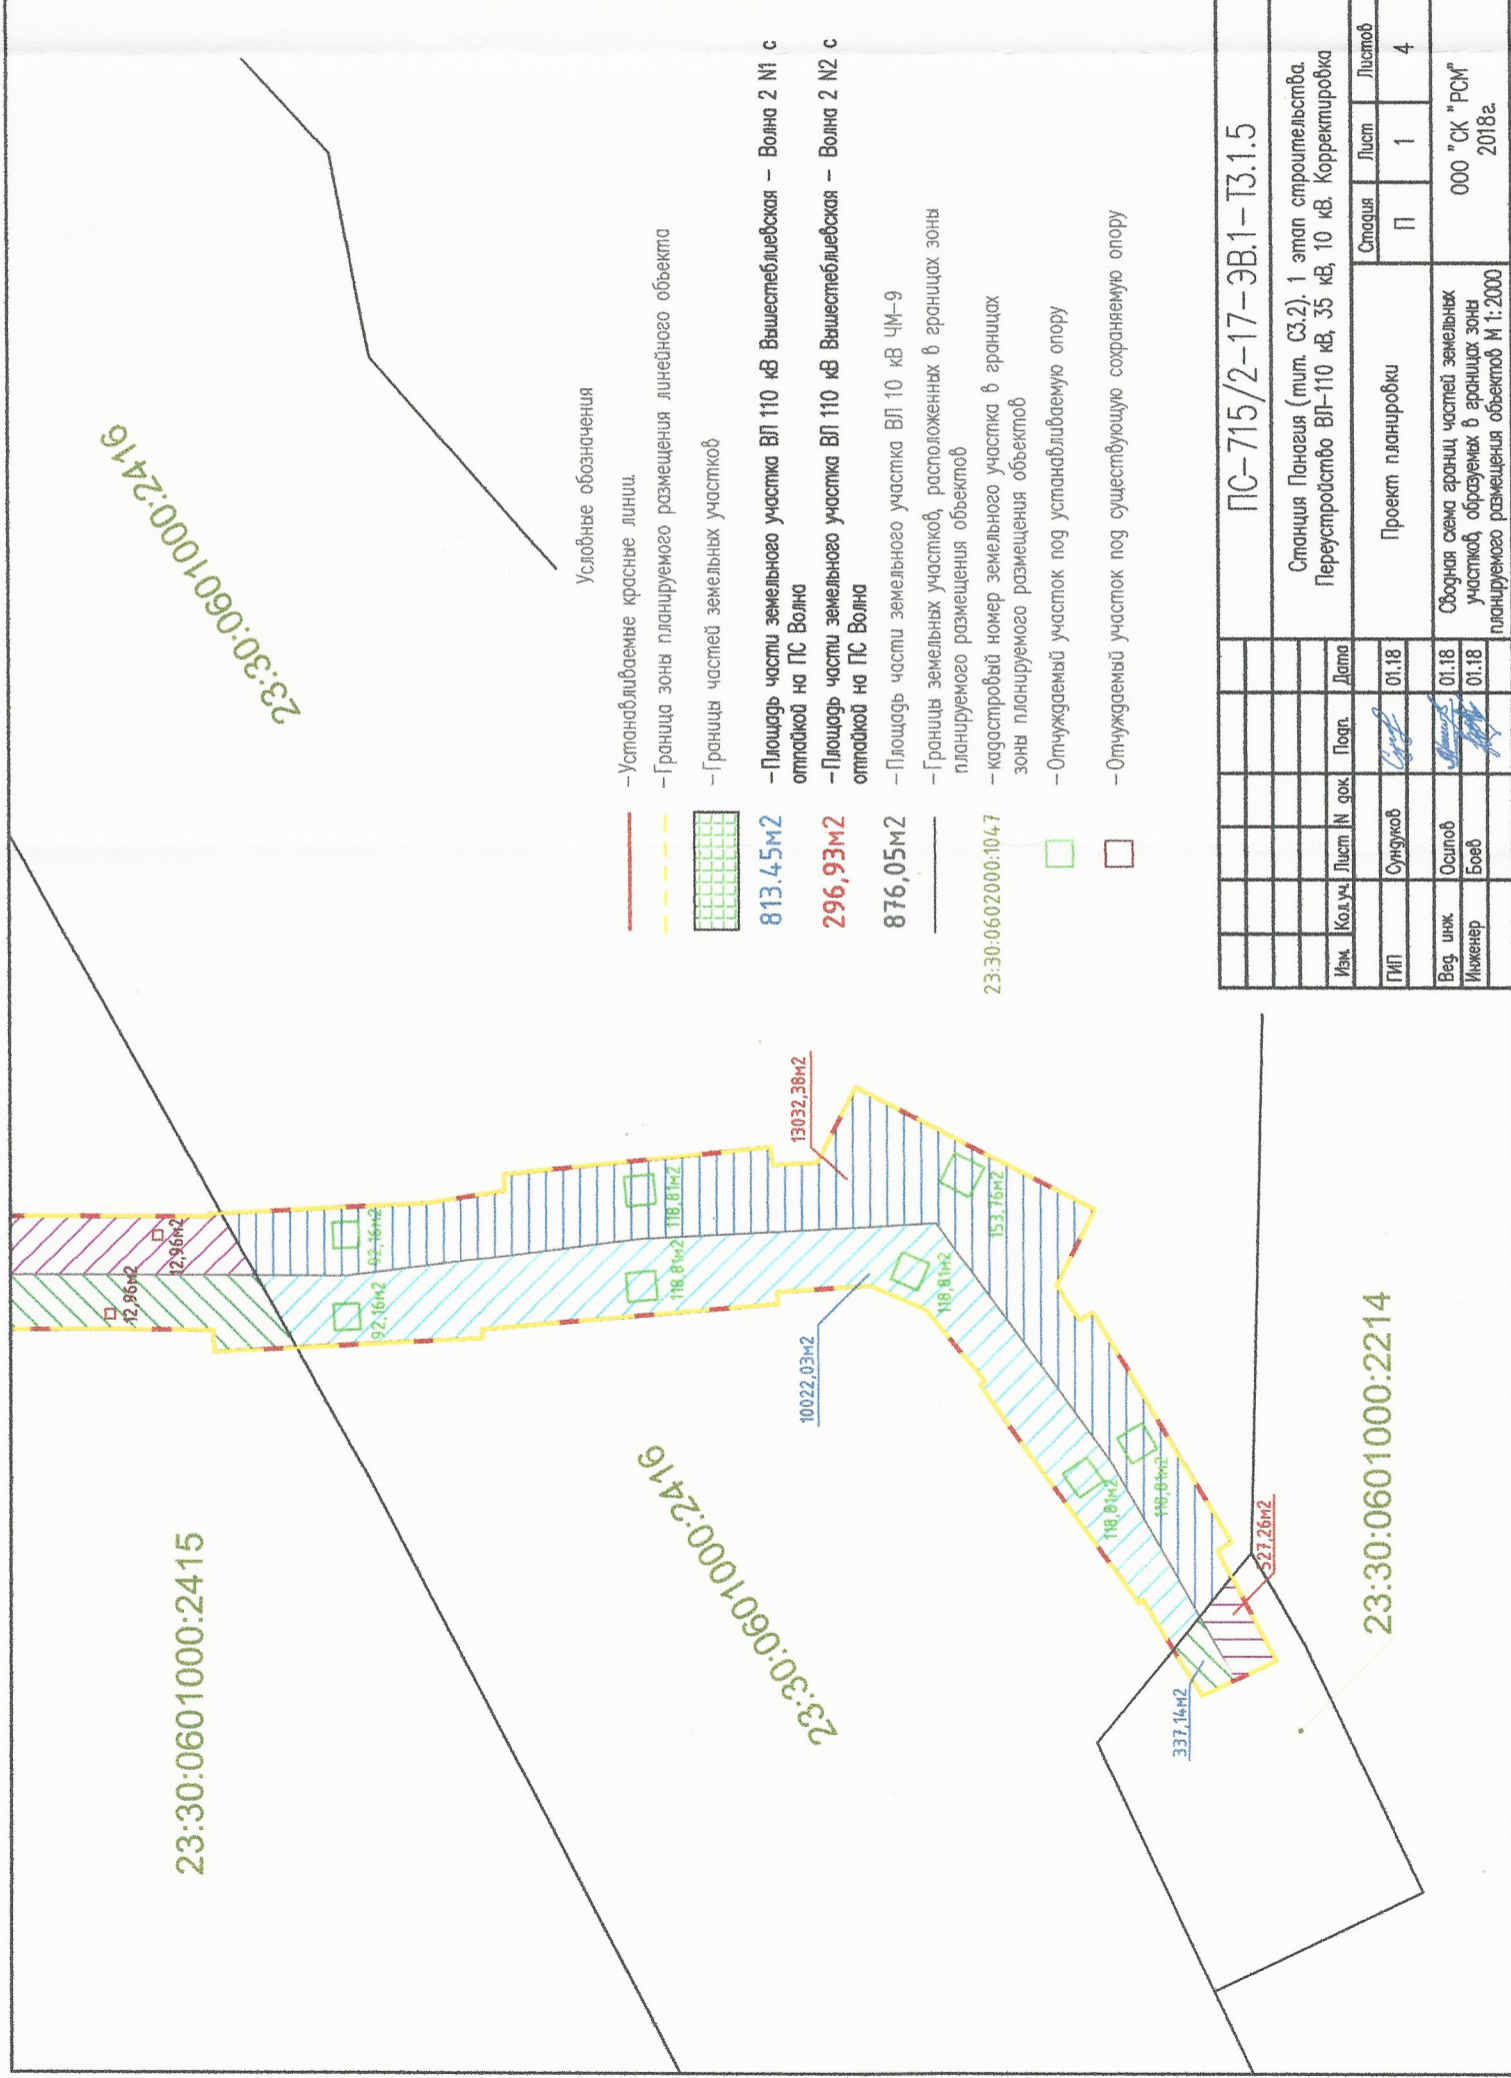 23:30:0601000:2415
23:30:0601000:2416
23:30:0601000:2416
23:30:0601000:2214
12,96м2
12,96м2
92,16м2
92,16м2
118,81м2
118,81м2
10022,03м2
13032,38м2
118,81м2
153,76м2
118,81м2
118,81м2
337,14м2
527,26м2
Условные обозначения
–Устанавливаемые красные линии
–Граница зоны планируемого размещения линейного объекта
–Границы частей земельных участков
813.45м2 –Площадь части земельного участка ВЛ 110 кВ Вышестеблиевская – Волна 2 N1 с
отпайкой на ПС Волна
296,93м2 –Площадь части земельного участка ВЛ 110 кВ Вышестеблиевская – Волна 2 N2 с
отпайкой на ПС Волна
876,05м2 –Площадь части земельного участка ВЛ 10 кВ ЧМ–9
–Границы земельных участков, расположенных в границах зоны
планируемого размещения объектов
23:30:0602000:1047 –кадастровый номер земельного участка в границах
зоны планируемого размещения объектов
–Отчуждаемый участок под устанавливаемую опору
–Отчуждаемый участок под существующую сохраняемую опору
ПС–715/2–17–ЭВ.1–ТЗ.1.5
Станция Панагия (тит. СЗ.2). 1 этап строительства.
Переустройство ВЛ–110 кВ, 35 кВ, 10 кВ. Корректировка
Изм. Кол.уч. Лист N док. Подп. Дата
ГИП Сундуков 01.18
Вед. инж. Осипов 01.18
Инженер Боев 01.18
Проект планировки
Стадия Лист Листов
П 1 4
Сводная схема границ частей земельных
участков, образуемых в границах зоны
планируемого размещения объектов М 1:2000
ООО "СК "РСМ"
2018г.